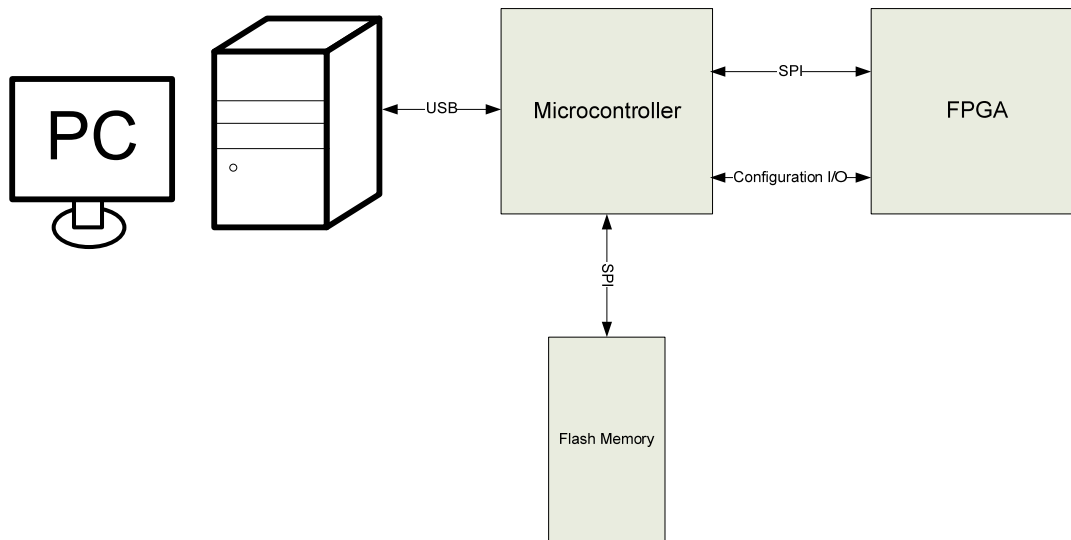 PC
USB
Microcontroller
SPI
FPGA
Configuration I/O
SPI
Flash Memory